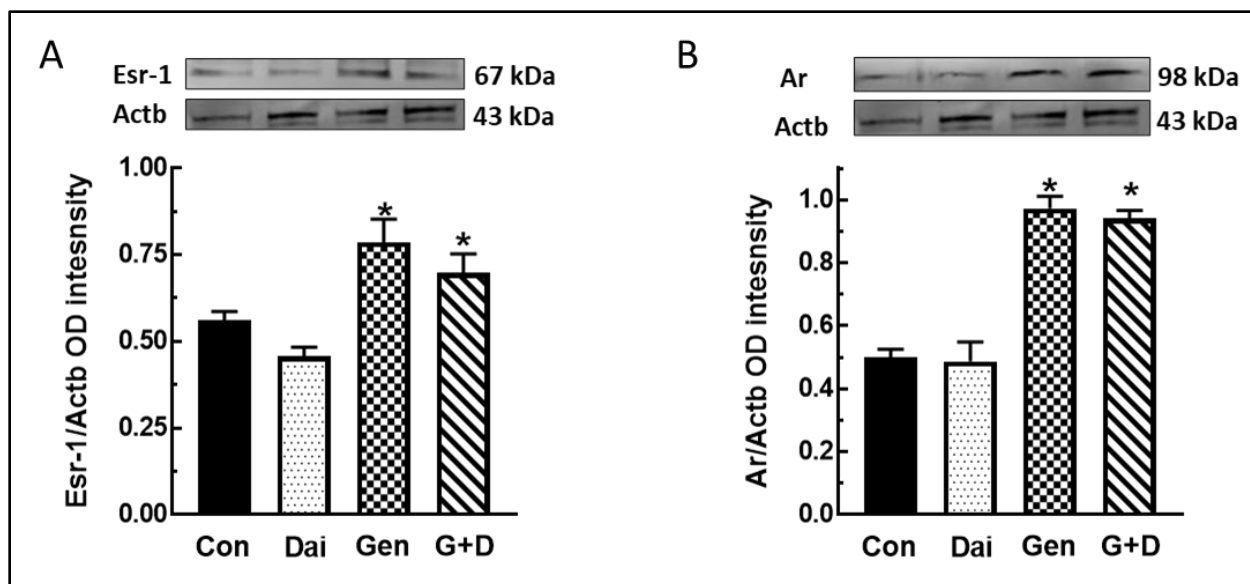 A
Esr-1
67 kDa
Actb
43 kDa
Esr-1/Actb OD intesnsity
1.00
*
*
0.75
0.50
0.25
0.00
Con Dai Gen G+D
B
Ar
98 kDa
Actb
43 kDa
Ar/Actb OD intesnsity
*
*
1.0
0.8
0.6
0.4
0.2
0.0
Con Dai Gen G+D